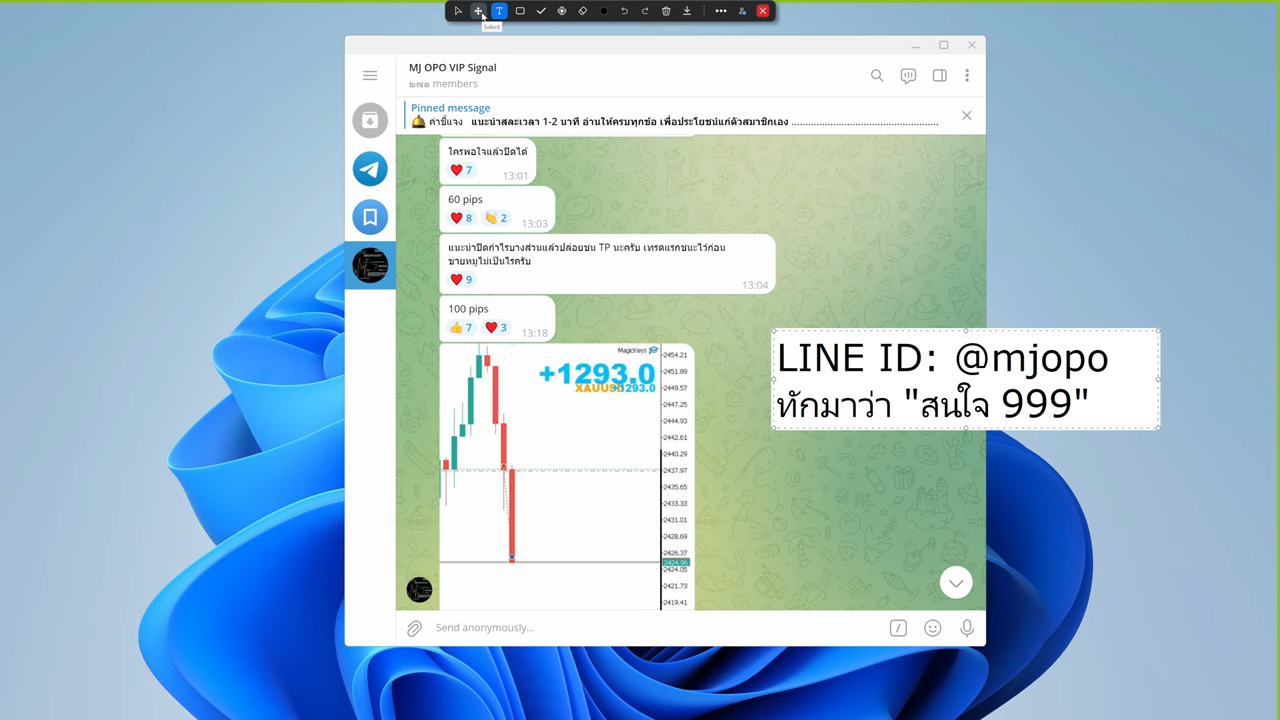 Select
MJ OPO VIP Signal
๒๗๑ members
Pinned message
คำชี้แจง แนะนำสละเวลา 1-2 นาที อ่านให้ครบทุกข้อ เพื่อประโยชน์แก่ตัวสมาชิกเอง ..........................................
ใครพอใจแล้วปิดได้
7
13:01
60 pips
8 2
13:03
แนะนำปิดกำไรบางส่วนแล้วปล่อยชน TP นะครับ เทรดแรกชนะไว้ก่อน
ขายหมูไม่เป็นไรครับ
9
13:04
100 pips
7 3
13:18
MagicKeys
+1293.0
XAUUSD
1293.0
2454.21
2451.89
2449.57
2447.25
2444.93
2442.61
2440.29
2437.97
2435.65
2433.33
2431.01
2428.69
2426.37
2424.05
2421.73
2419.41
LINE ID: @mjopo
ทักมาว่า "สนใจ 999"
Send anonymously...